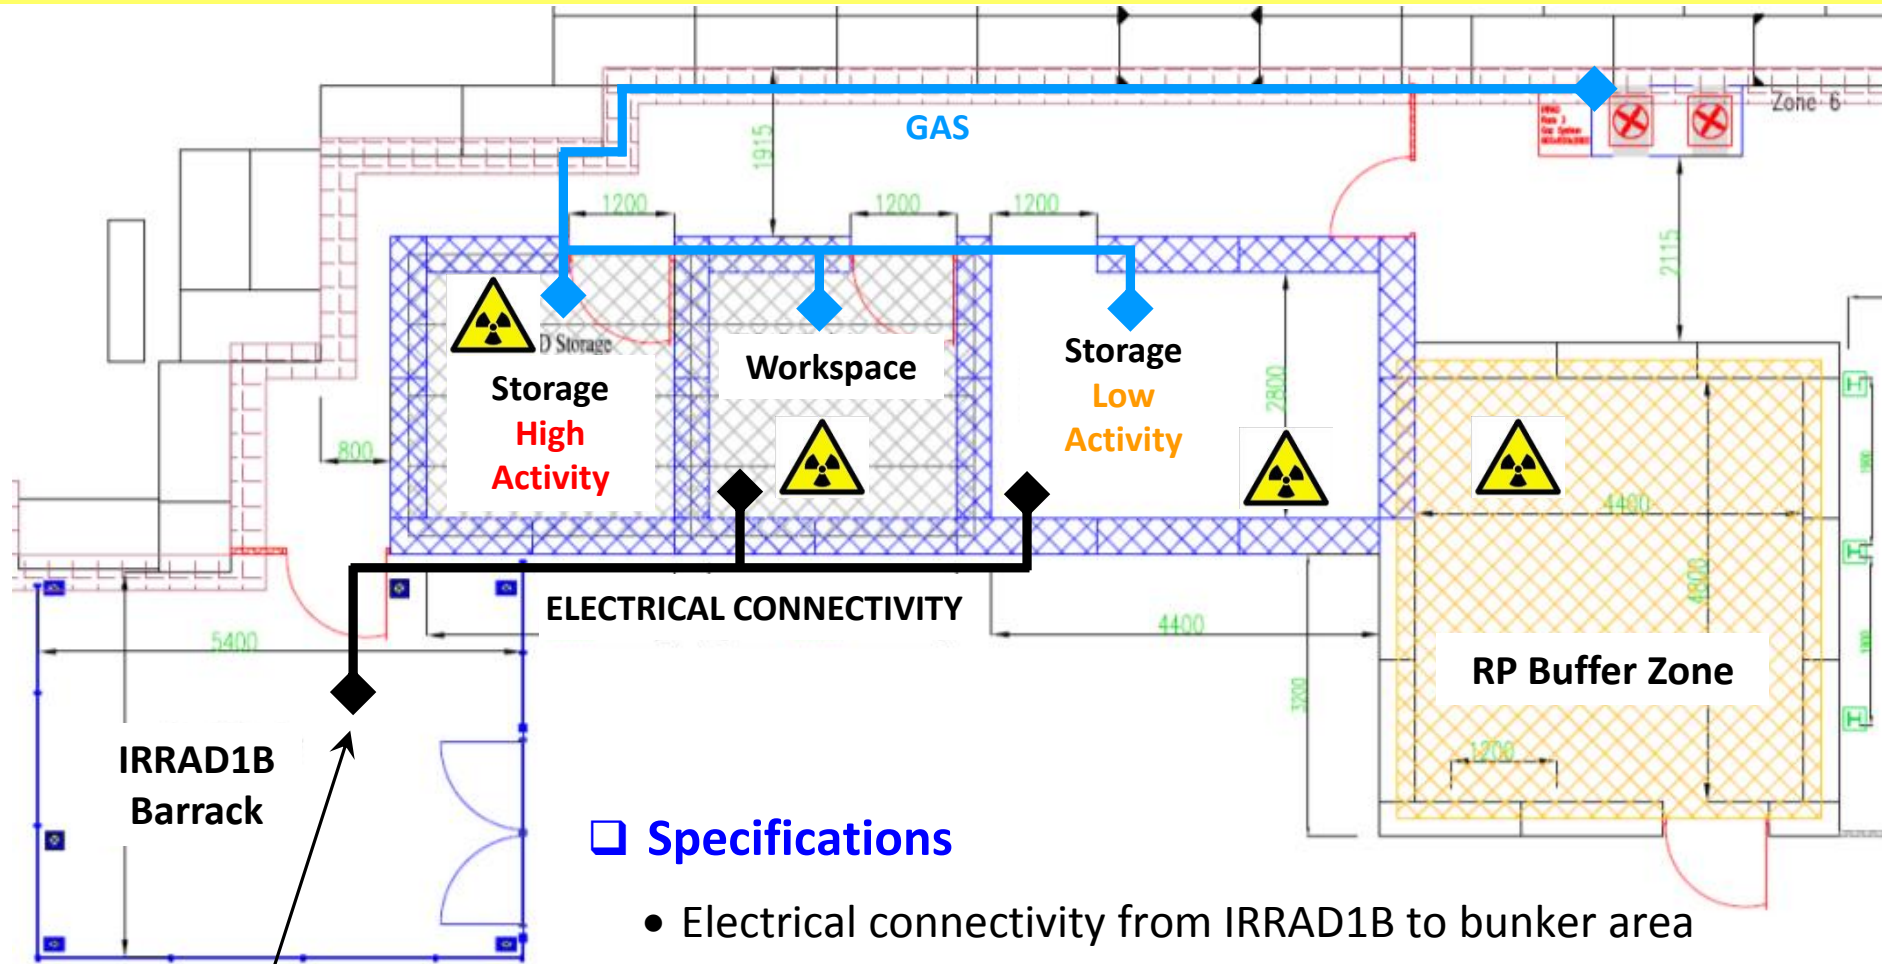 Zone 6
GAS
1915
1200
1200
1200
2115
D Storage
Storage
High
Activity
Workspace
Storage
Low
Activity
2800
800
4400
4800
ELECTRICAL CONNECTIVITY
5400
4400
3200
RP Buffer Zone
1200
IRRAD1B
Barrack
❑ Specifications
• Electrical connectivity from IRRAD1B to bunker area